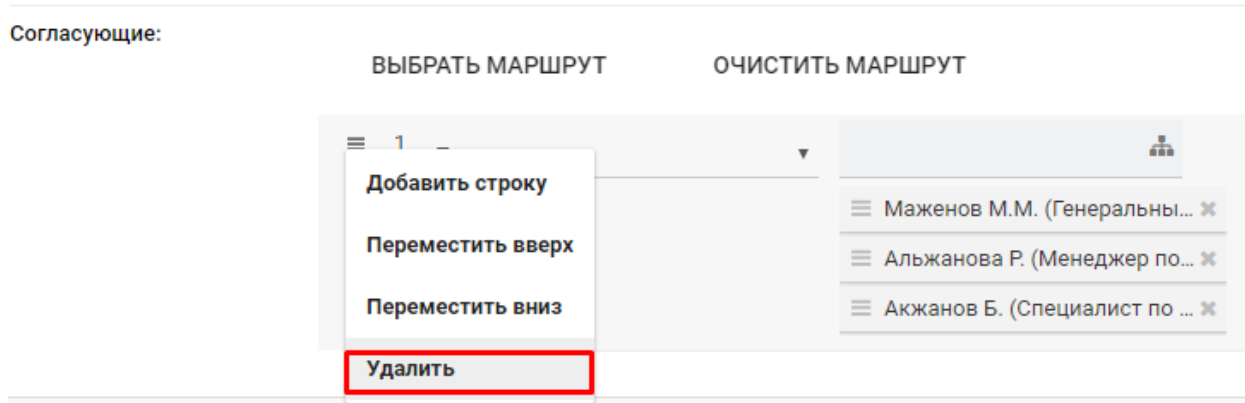 Согласующие:
ВЫБРАТЬ МАРШРУТ ОЧИСТИТЬ МАРШРУТ
1 –
Добавить строку
Переместить вверх
Переместить вниз
Удалить
Маженов М.М. (Генеральны...
Альжанова Р. (Менеджер по...
Акжанов Б. (Специалист по ...